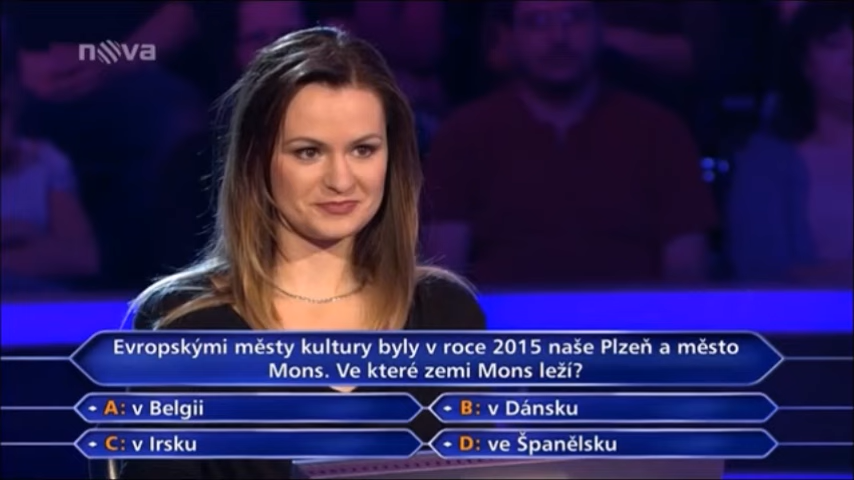 nova
Evropskými městy kultury byly v roce 2015 naše Plzeň a město
Mons. Ve které zemi Mons leží?
A: v Belgii
B: v Dánsku
C: v Irsku
D: ve Španělsku